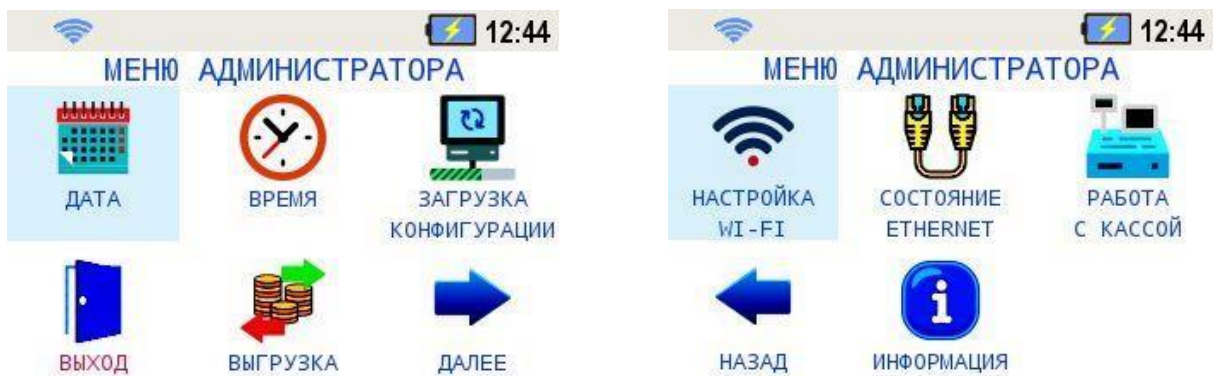 12:44
МЕНЮ АДМИНИСТРАТОРА
ДАТА
ВРЕМЯ
ЗАГРУЗКА
КОНФИГУРАЦИИ
ВЫХОД
ВЫГРУЗКА
ДАЛЕЕ
12:44
МЕНЮ АДМИНИСТРАТОРА
НАСТРОЙКА
WI-FI
СОСТОЯНИЕ
ETHERNET
РАБОТА
С КАССОЙ
НАЗАД
ИНФОРМАЦИЯ